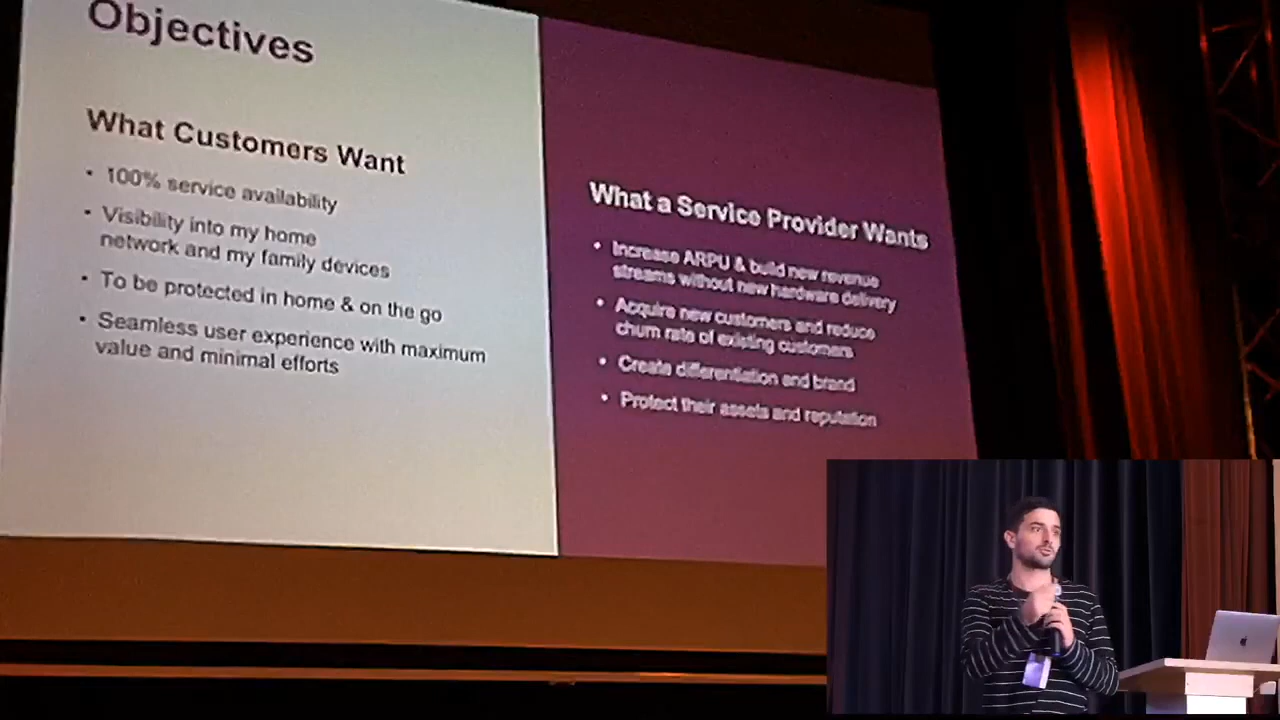 Objectives
What Customers Want
• 100% service availability
• Visibility into my home
network and my family devices
• To be protected in home & on the go
• Seamless user experience with maximum
value and minimal efforts
What a Service Provider Wants
• Increase ARPU & build new revenue
streams without new hardware delivery
• Acquire new customers and reduce
churn rate of existing customers
• Create differentiation and brand
• Protect their assets and reputation